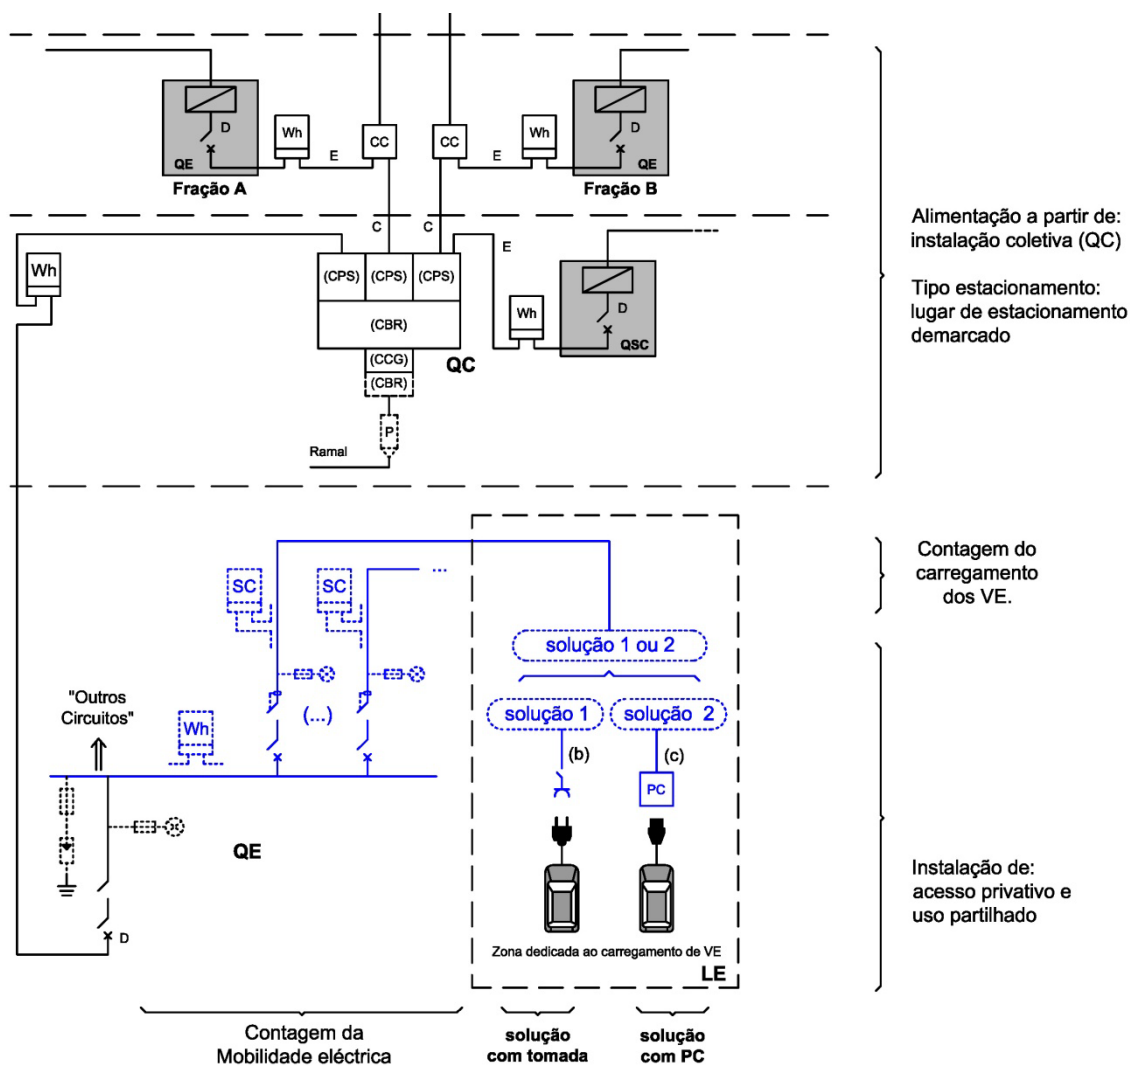 D
QE
Fração A
Wh
E
CC
CC
E
Wh
D
QE
Fração B
Alimentação a partir de:
instalação coletiva (QC)
Tipo estacionamento:
lugar de estacionamento
demarcado
Wh
C
C
E
(CPS)
(CPS)
(CPS)
(CBR)
(CCG)
(CBR)
QC
P
Ramal
Wh
D
QSC
Contagem do
carregamento
dos VE.
SC
SC
...
solução 1 ou 2
solução 1
solução 2
(b)
(c)
PC
"Outros
Circuitos"
Wh
(...)
QE
D
Zona dedicada ao carregamento de VE
LE
Instalação de:
acesso privativo e
uso partilhado
Contagem da
Mobilidade eléctrica
solução
com tomada
solução
com PC